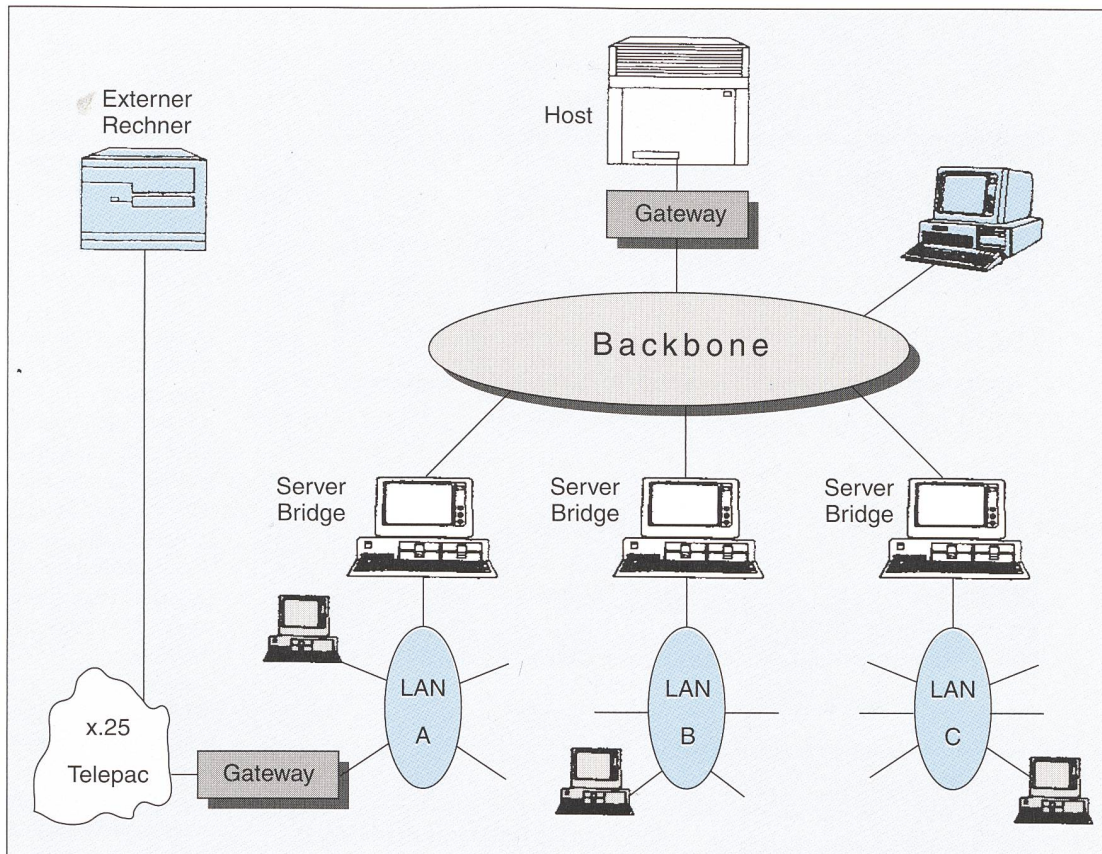 Externer
Rechner
Host
Gateway
Backbone
Server
Bridge
Server
Bridge
Server
Bridge
LAN
A
LAN
B
LAN
C
x.25
Telepac
Gateway